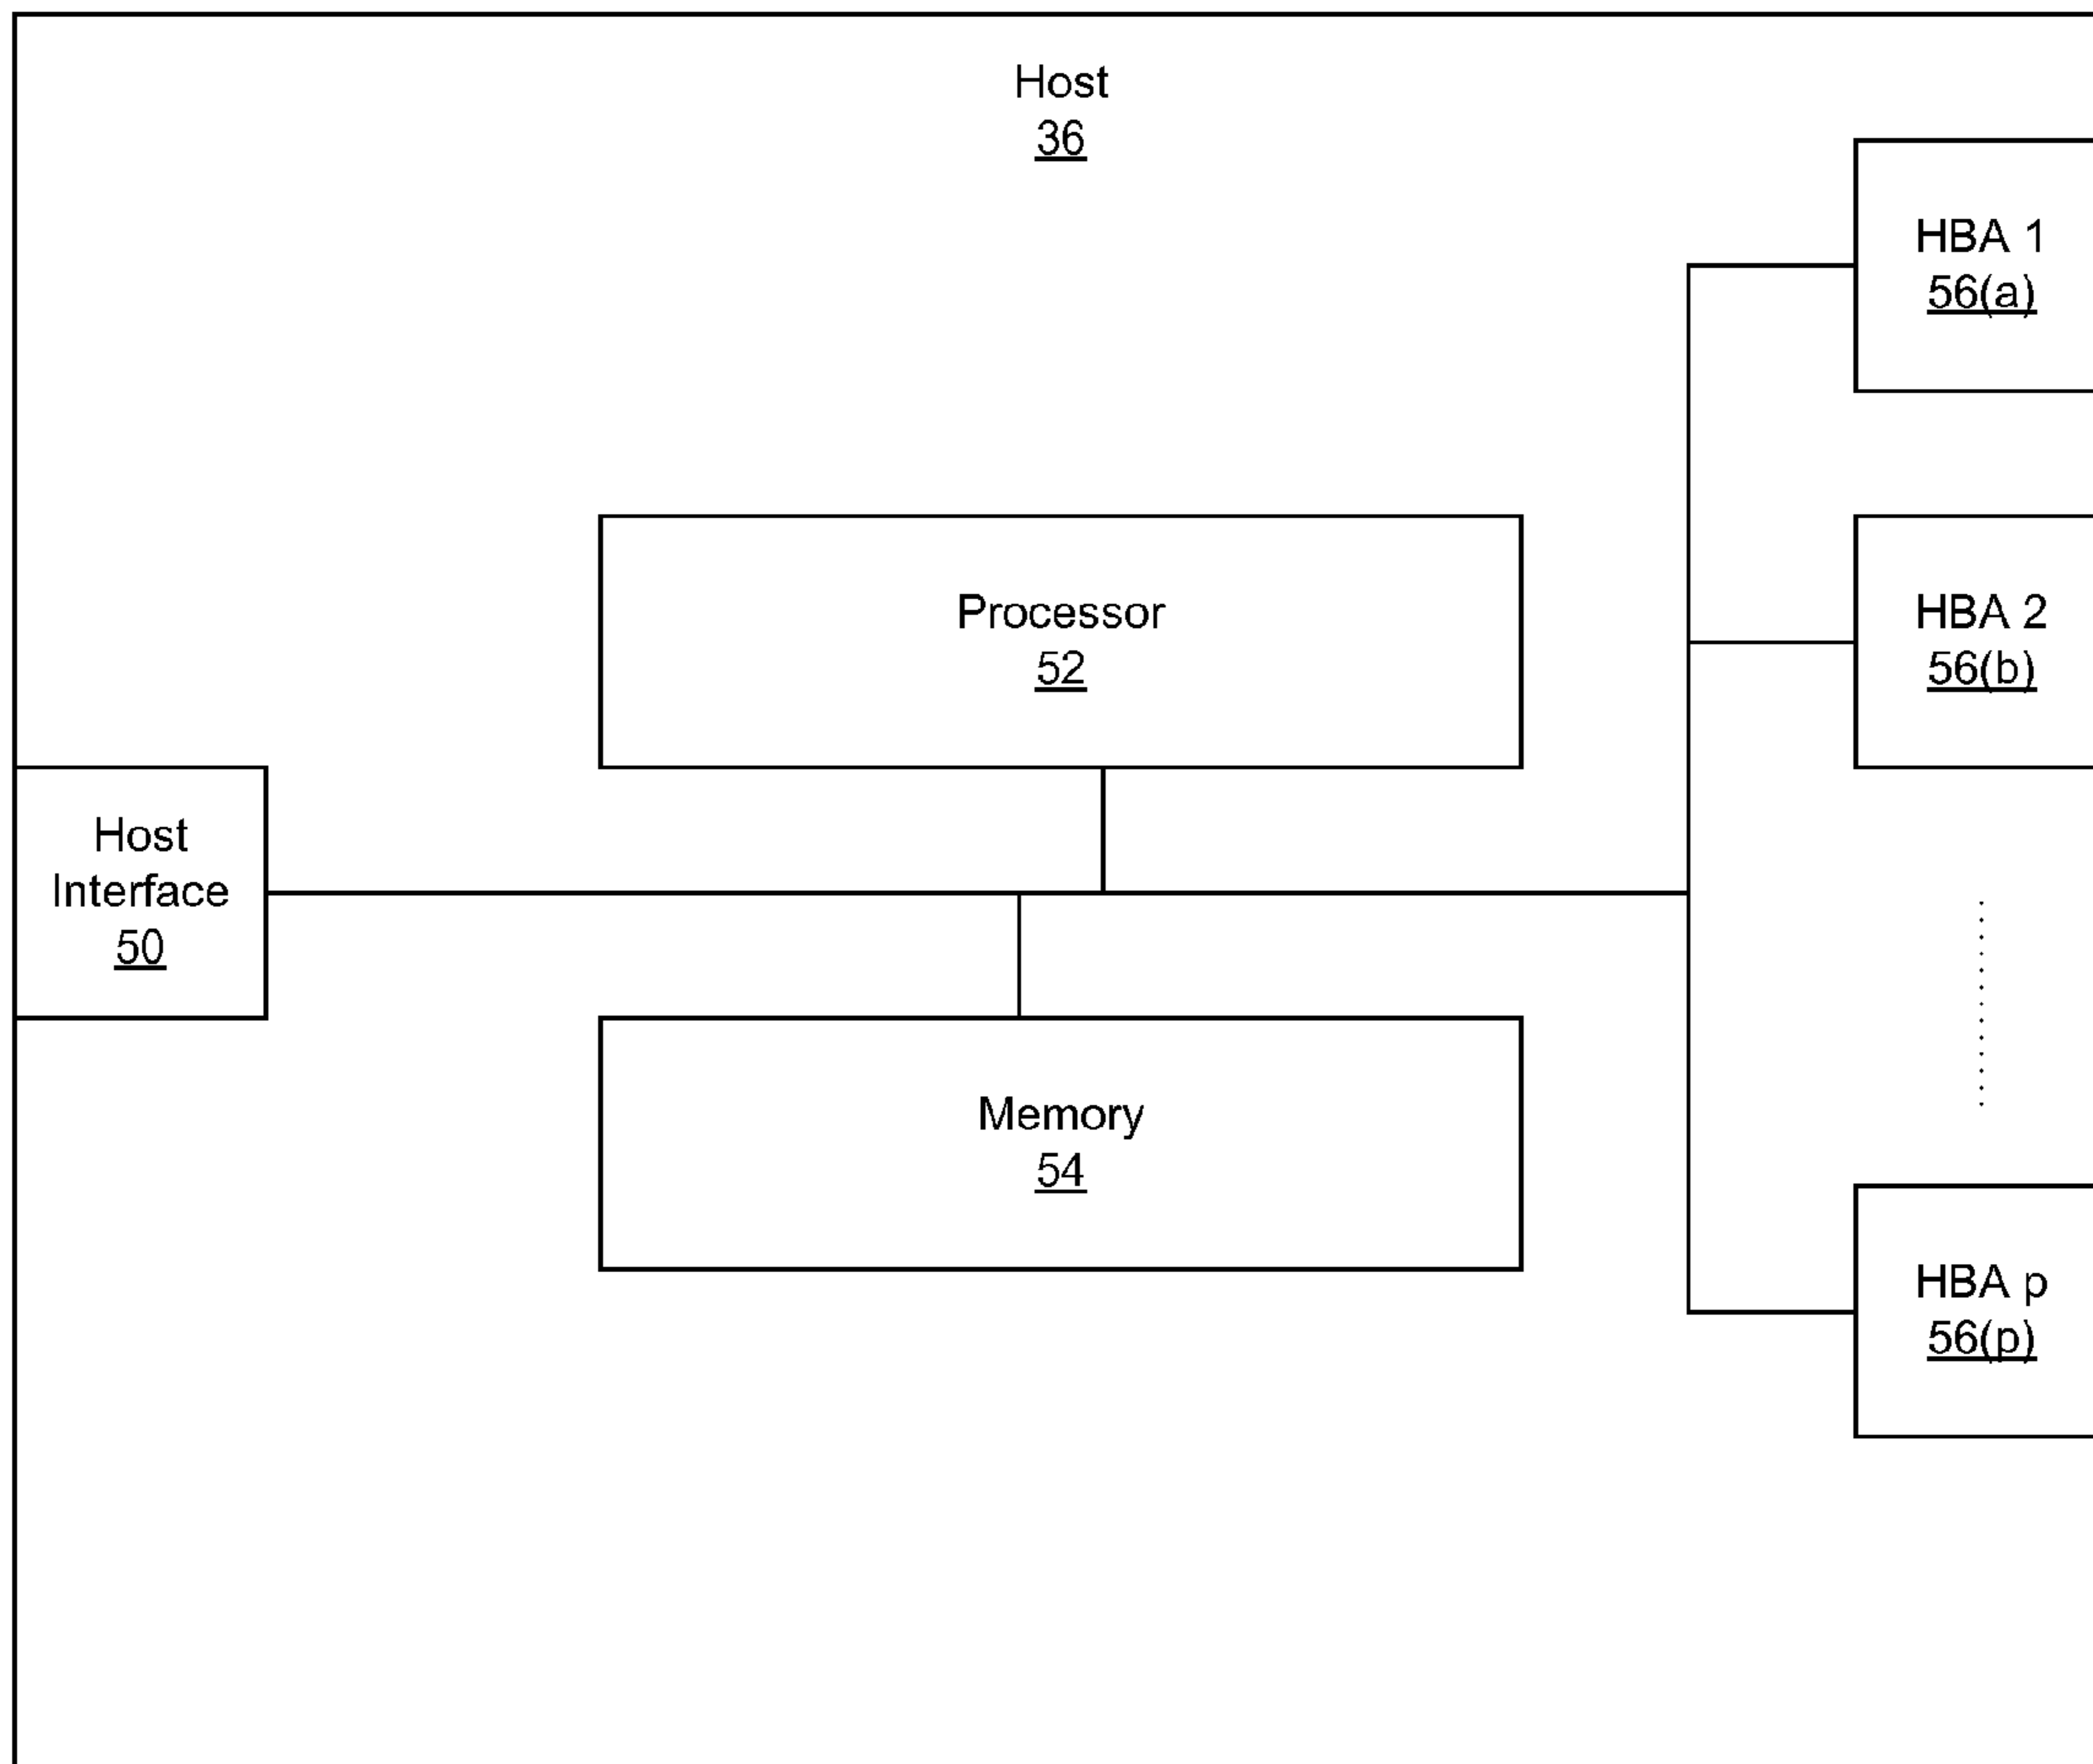 Host
36
HBA 1
56(a)
Processor
52
HBA 2
56(b)
Host
Interface
50
Memory
54
HBA p
56(p)